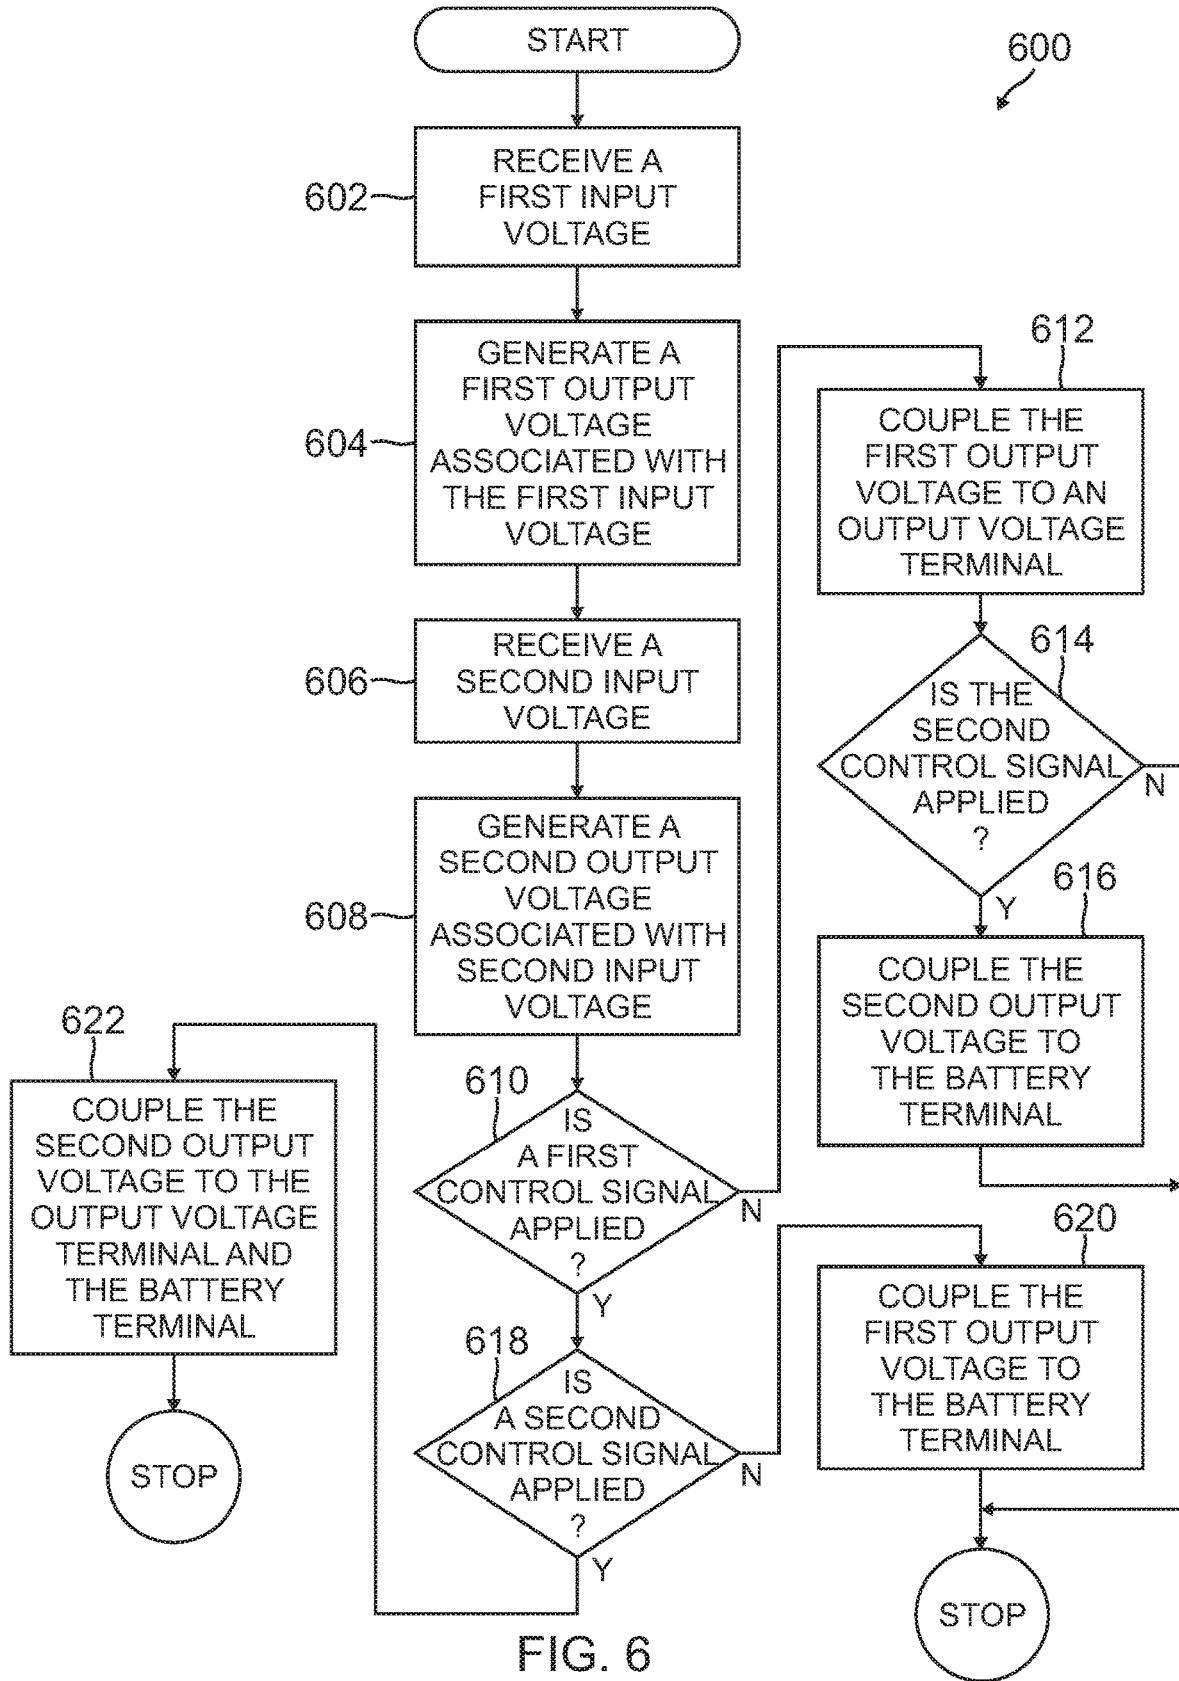 START
600
602
RECEIVE A
FIRST INPUT
VOLTAGE
604
GENERATE A
FIRST OUTPUT
VOLTAGE
ASSOCIATED WITH
THE FIRST INPUT
VOLTAGE
606
RECEIVE A
SECOND INPUT
VOLTAGE
608
GENERATE A
SECOND OUTPUT
VOLTAGE
ASSOCIATED WITH
SECOND INPUT
VOLTAGE
610
IS
A FIRST
CONTROL SIGNAL
APPLIED
?
N
Y
612
COUPLE THE
FIRST OUTPUT
VOLTAGE TO AN
OUTPUT VOLTAGE
TERMINAL
614
IS THE
SECOND
CONTROL SIGNAL
APPLIED
?
N
Y
616
COUPLE THE
SECOND OUTPUT
VOLTAGE TO
THE BATTERY
TERMINAL
618
IS
A SECOND
CONTROL SIGNAL
APPLIED
?
N
Y
620
COUPLE THE
FIRST OUTPUT
VOLTAGE TO
THE BATTERY
TERMINAL
STOP
622
COUPLE THE
SECOND OUTPUT
VOLTAGE TO THE
OUTPUT VOLTAGE
TERMINAL AND
THE BATTERY
TERMINAL
STOP
FIG. 6